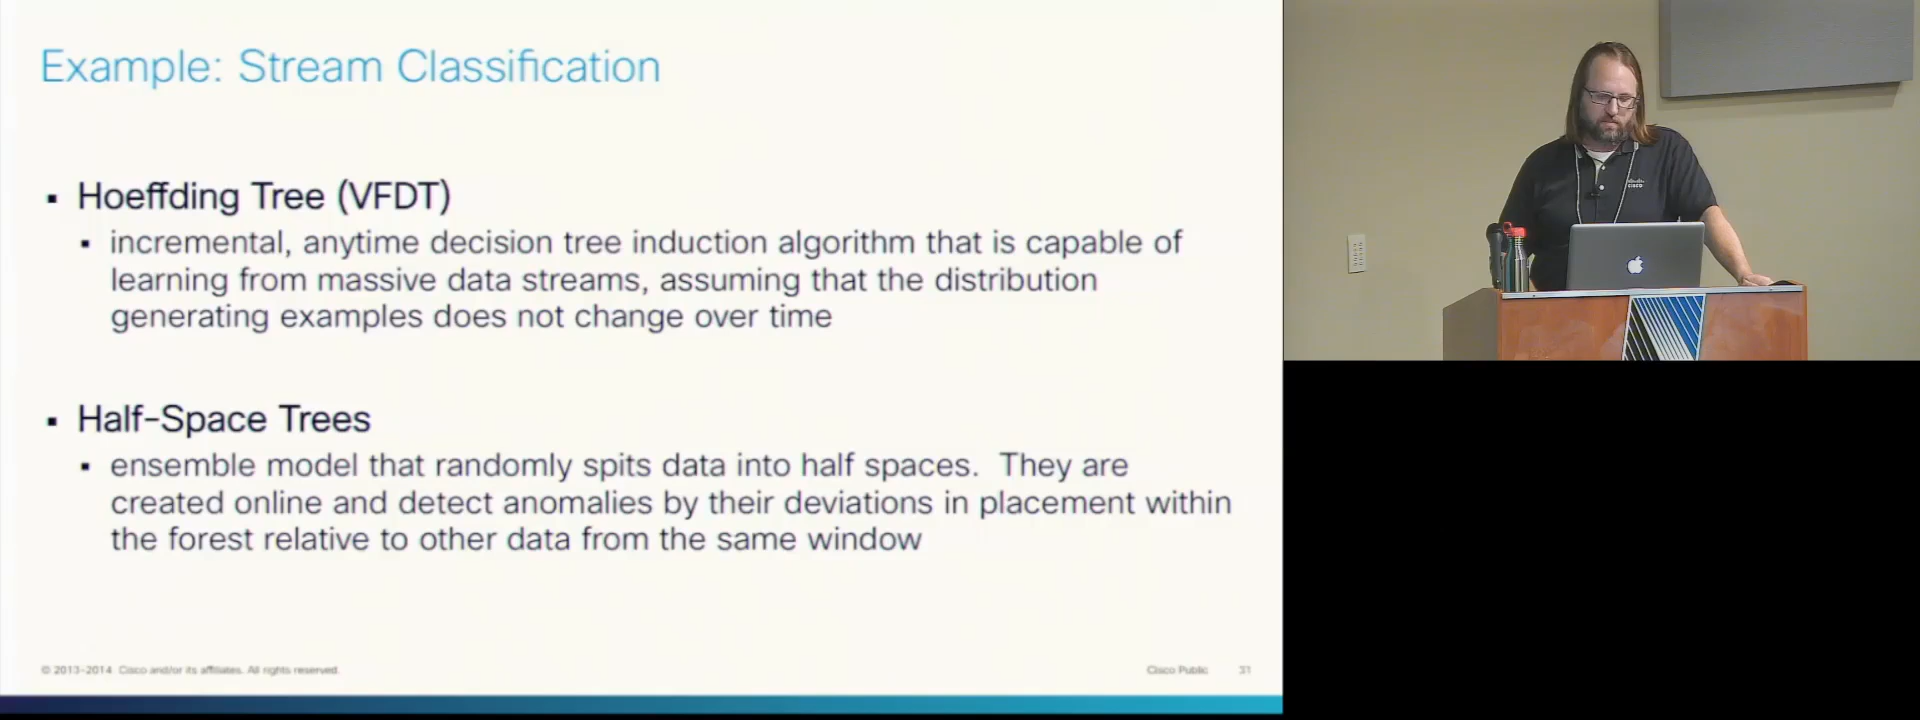 Example: Stream Classification
▪ Hoeffding Tree (VFDT)
▪ incremental, anytime decision tree induction algorithm that is capable of
learning from massive data streams, assuming that the distribution
generating examples does not change over time
▪ Half-Space Trees
▪ ensemble model that randomly spits data into half spaces. They are
created online and detect anomalies by their deviations in placement within
the forest relative to other data from the same window
© 2013-2014 Cisco and/or its affiliates. All rights reserved.
Cisco Public 31
CISCO